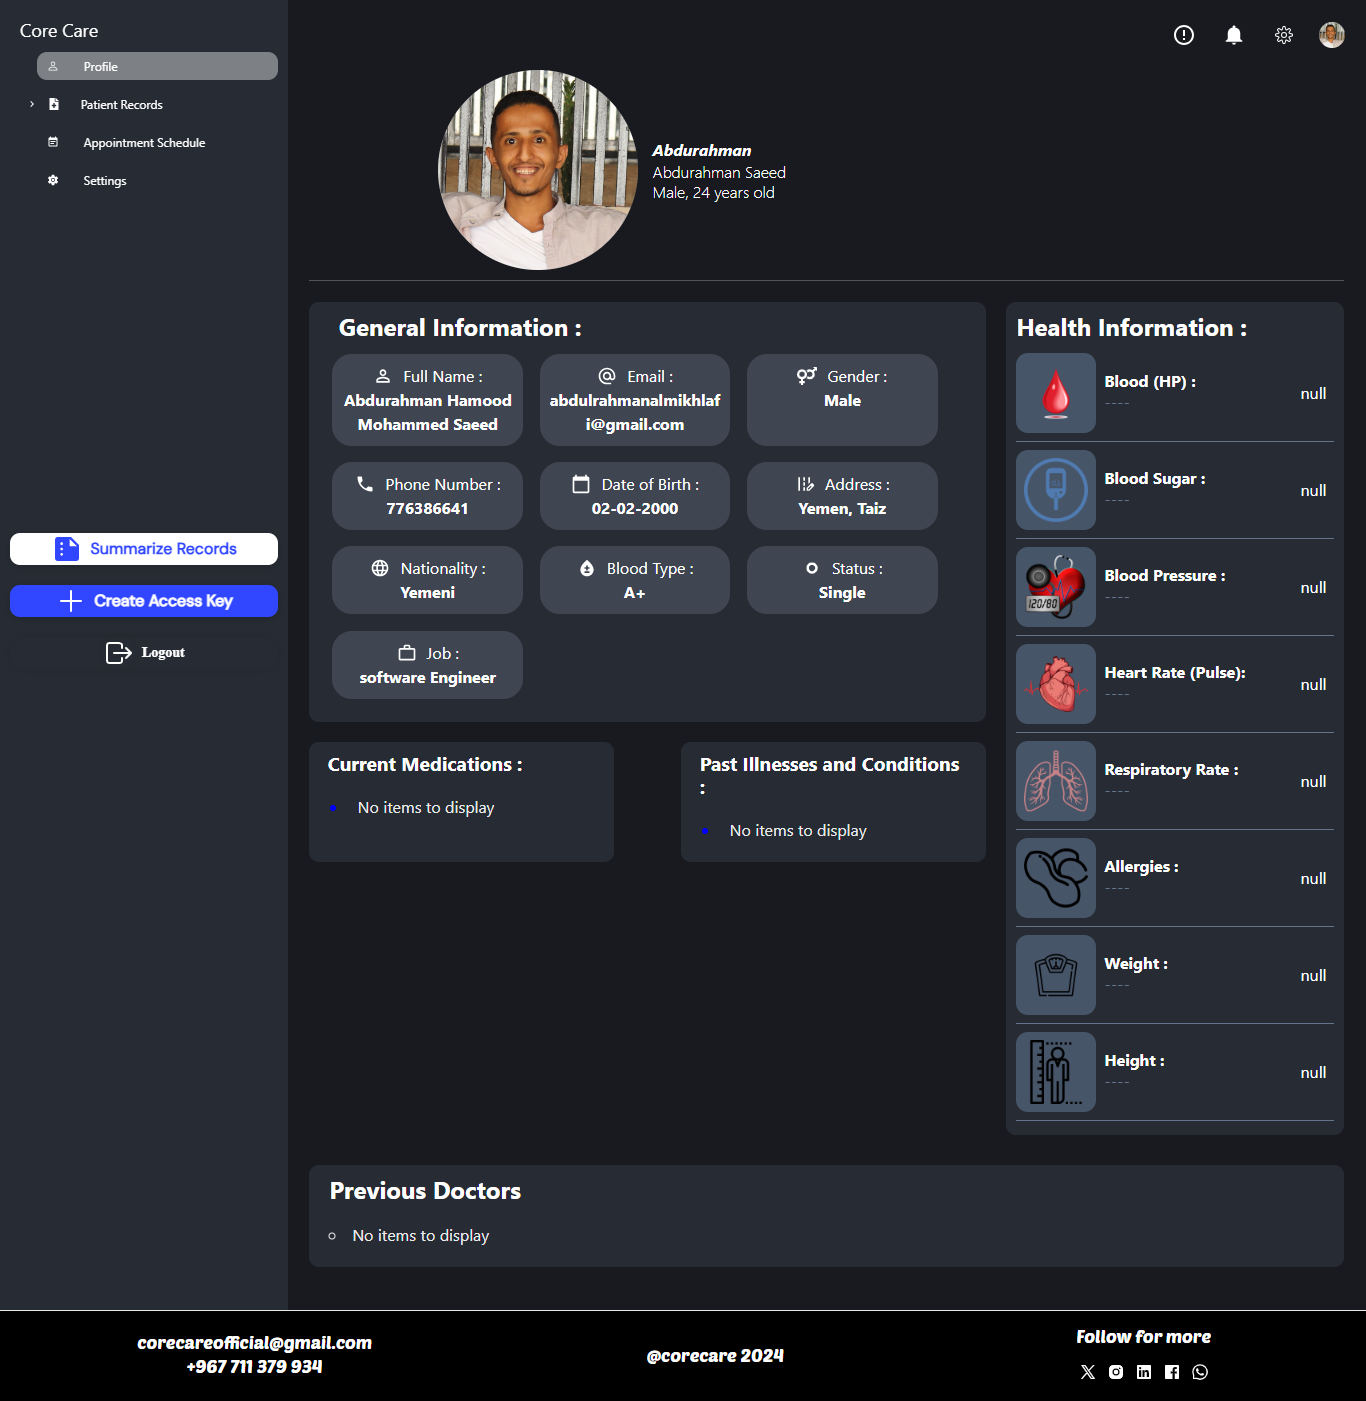 Core Care
Profile
Patient Records
Appointment Schedule
Settings
Summarize Records
Create Access Key
Logout
Abdurahman
Abdurahman Saeed
Male, 24 years old
General Information :
Full Name :
Abdurahman Hamood
Mohammed Saeed
Email :
abdulrahmanalmikhlaf
i@gmail.com
Gender :
Male
Phone Number :
776386641
Date of Birth :
02-02-2000
Address :
Yemen, Taiz
Nationality :
Yemeni
Blood Type :
A+
Status :
Single
Job :
software Engineer
Current Medications :
No items to display
Past Illnesses and Conditions
:
No items to display
Health Information :
Blood (HP) :
----
null
Blood Sugar :
----
null
120/80
Blood Pressure :
----
null
Heart Rate (Pulse):
----
null
Respiratory Rate :
----
null
Allergies :
----
null
Weight :
----
null
Height :
----
null
Previous Doctors
No items to display
corecareofficial@gmail.com
+967 711 379 934
@corecare 2024
Follow for more